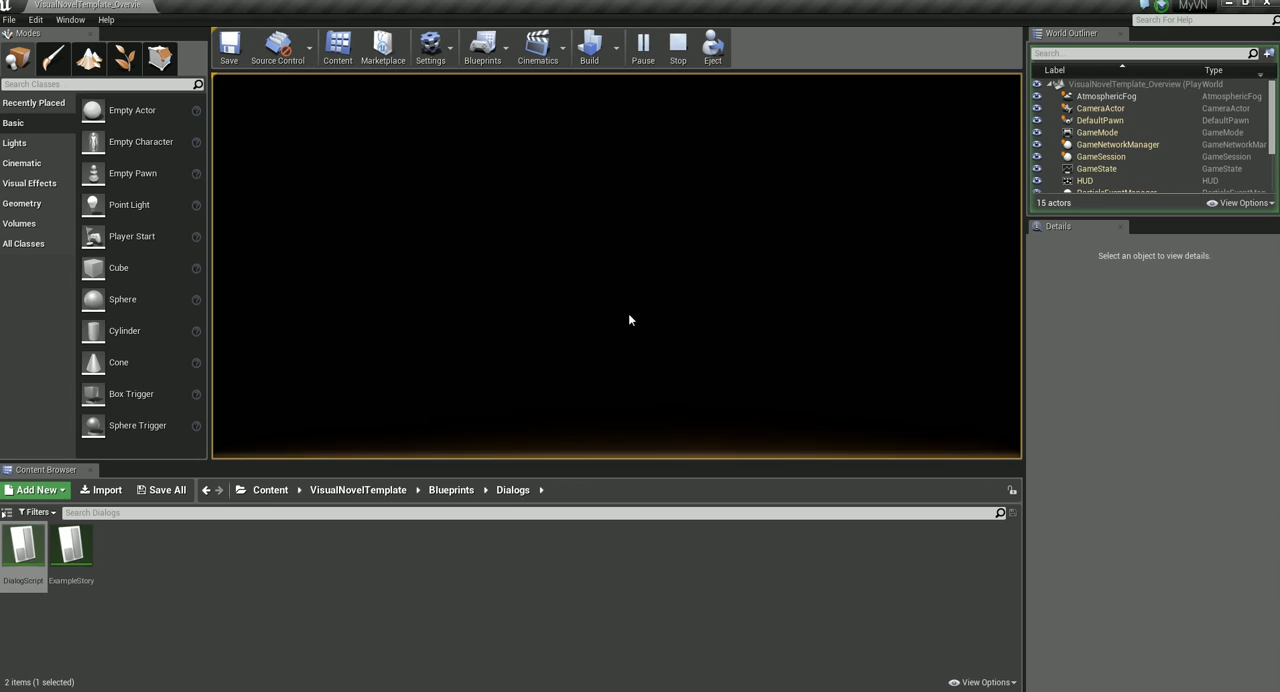 VisualNovelTemplate_Overvie
MyVN
File Edit Window Help
Search For Help
Modes
Search Classes
Recently Placed
Basic
Lights
Cinematic
Visual Effects
Geometry
Volumes
All Classes
Empty Actor
Empty Character
Empty Pawn
Point Light
Player Start
Cube
Sphere
Cylinder
Cone
Box Trigger
Sphere Trigger
Save
Source Control
Content
Marketplace
Settings
Blueprints
Cinematics
Build
Pause
Stop
Eject
World Outliner
Search...
Label Type
VisualNovelTemplate_Overview (Play World
AtmosphericFog AtmosphericFog
CameraActor CameraActor
DefaultPawn DefaultPawn
GameMode GameMode
GameNetworkManager GameNetworkMar
GameSession GameSession
GameState GameState
HUD HUD
15 actors View Options
Details
Select an object to view details.
Content Browser
Add New Import Save All Content VisualNovelTemplate Blueprints Dialogs
Filters Search Dialogs
DialogScript ExampleStory
2 items (1 selected) View Options